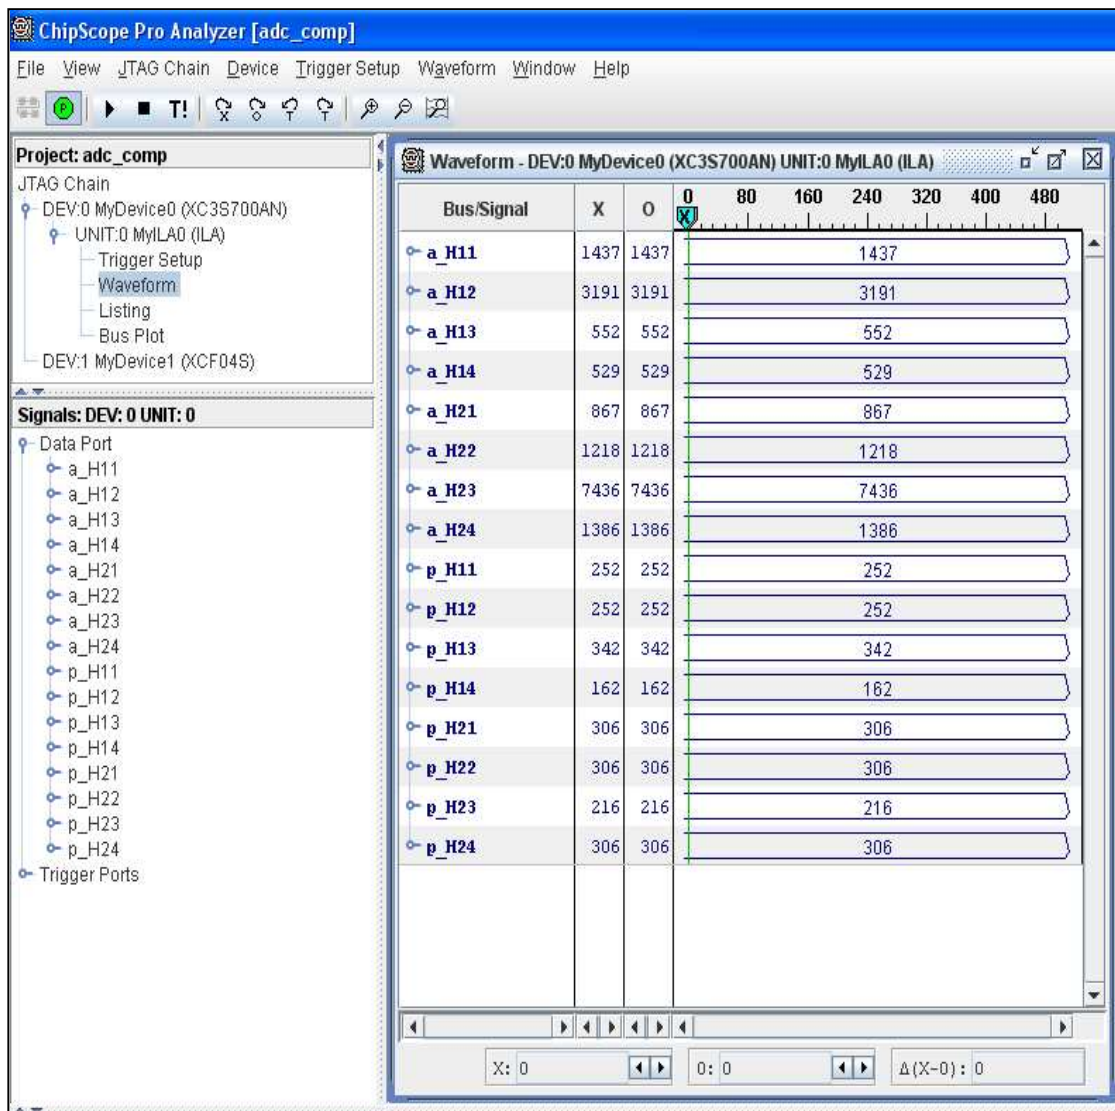 ChipScope Pro Analyzer [adc_comp]
File View JTAG Chain Device Trigger Setup Waveform Window Help
P T! X O T T
Project: adc_comp
JTAG Chain
DEV:0 MyDevice0 (XC3S700AN)
UNIT:0 MyILA0 (ILA)
Trigger Setup
Waveform
Listing
Bus Plot
DEV:1 MyDevice1 (XCF04S)
Signals: DEV: 0 UNIT: 0
Data Port
a_H11
a_H12
a_H13
a_H14
a_H21
a_H22
a_H23
a_H24
p_H11
p_H12
p_H13
p_H14
p_H21
p_H22
p_H23
p_H24
Trigger Ports
Waveform - DEV:0 MyDevice0 (XC3S700AN) UNIT:0 MyILA0 (ILA)
Bus/Signal X O 0 80 160 240 320 400 480
X
a_H11 1437 1437 1437
a_H12 3191 3191 3191
a_H13 552 552 552
a_H14 529 529 529
a_H21 867 867 867
a_H22 1218 1218 1218
a_H23 7436 7436 7436
a_H24 1386 1386 1386
p_H11 252 252 252
p_H12 252 252 252
p_H13 342 342 342
p_H14 162 162 162
p_H21 306 306 306
p_H22 306 306 306
p_H23 216 216 216
p_H24 306 306 306
X: 0 O: 0 Δ(X-O): 0